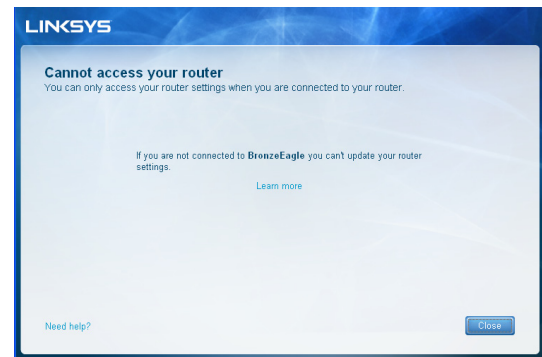 LINKSYS
Cannot access your router
You can only access your router settings when you are connected to your router.
If you are not connected to BronzeEagle you can't update your router
settings.
Learn more
Need help?
Close